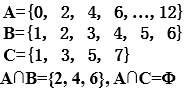 A={0, 2, 4, 6, ..., 12}
B={1, 2, 3, 4, 5, 6}
C={1, 3, 5, 7}
A∩B={2, 4, 6}, A∩C=Φ